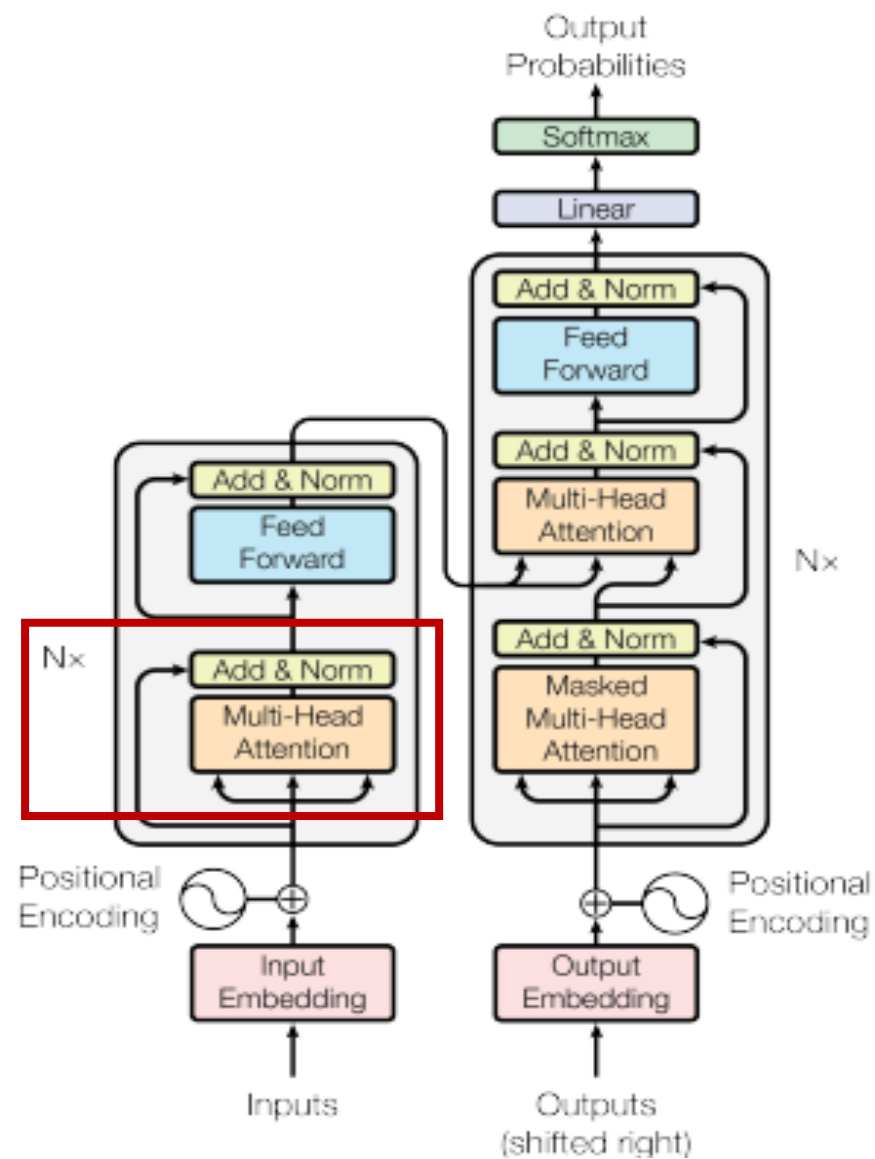 Output
Probabilities
Softmax
Linear
Add & Norm
Feed
Forward
Add & Norm
Multi-Head
Attention
Nx
Add & Norm
Masked
Multi-Head
Attention
Add & Norm
Feed
Forward
Nx
Add & Norm
Multi-Head
Attention
Positional
Encoding
Positional
Encoding
Input
Embedding
Output
Embedding
Inputs
Outputs
(shifted right)